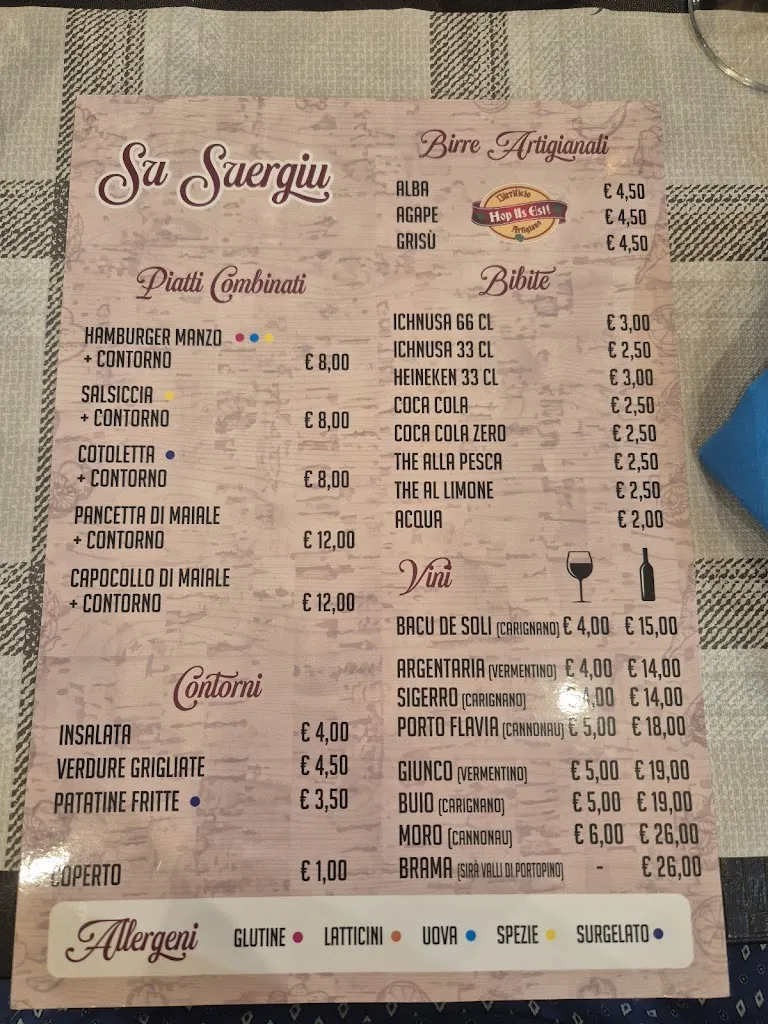 Su Suergiu
Piatti Combinati
HAMBURGER MANZO
+ CONTORNO € 8,00
SALSICCIA
+ CONTORNO € 8,00
COTOLETTA
+ CONTORNO € 8,00
PANCETTA DI MAIALE
+ CONTORNO € 12,00
CAPOCOLLO DI MAIALE
+ CONTORNO € 12,00
Contorni
INSALATA € 4,00
VERDURE GRIGLIATE € 4,50
PATATINE FRITTE € 3,50
COPERTO € 1,00
Birre Artigianali
ALBA € 4,50
AGAPE € 4,50
GRISÙ € 4,50
Birrificio
Hop Ils Est!
Artigiano
Bibite
ICHNUSA 66 CL € 3,00
ICHNUSA 33 CL € 2,50
HEINEKEN 33 CL € 3,00
COCA COLA € 2,50
COCA COLA ZERO € 2,50
THE ALLA PESCA € 2,50
THE AL LIMONE € 2,50
ACQUA € 2,00
Vini
BACU DE SOLI (CARIGNANO) € 4,00 € 15,00
ARGENTARIA (VERMENTINO) € 4,00 € 14,00
SIGERRO (CARIGNANO) € 4,00 € 14,00
PORTO FLAVIA (CANNONAU) € 5,00 € 18,00
GIUNCO (VERMENTINO) € 5,00 € 19,00
BUIO (CARIGNANO) € 5,00 € 19,00
MORO (CANNONAU) € 6,00 € 26,00
BRAMA (SIRÀ VALLI DI PORTOPINO) - € 26,00
Allergeni GLUTINE LATTICINI UOVA SPEZIE SURGELATO